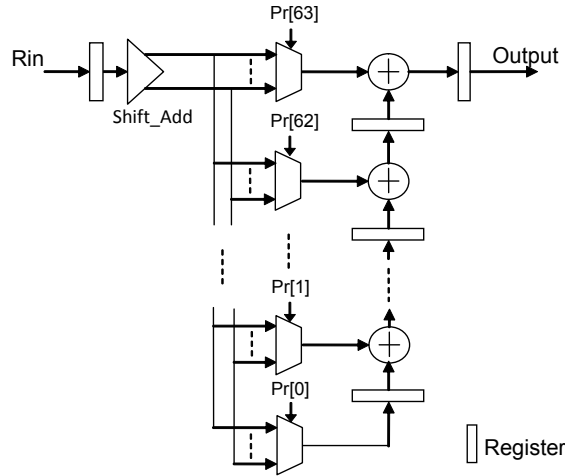 Pr[63]
Rin
Output
Shift_Add
Pr[62]
Pr[1]
Pr[0]
Register